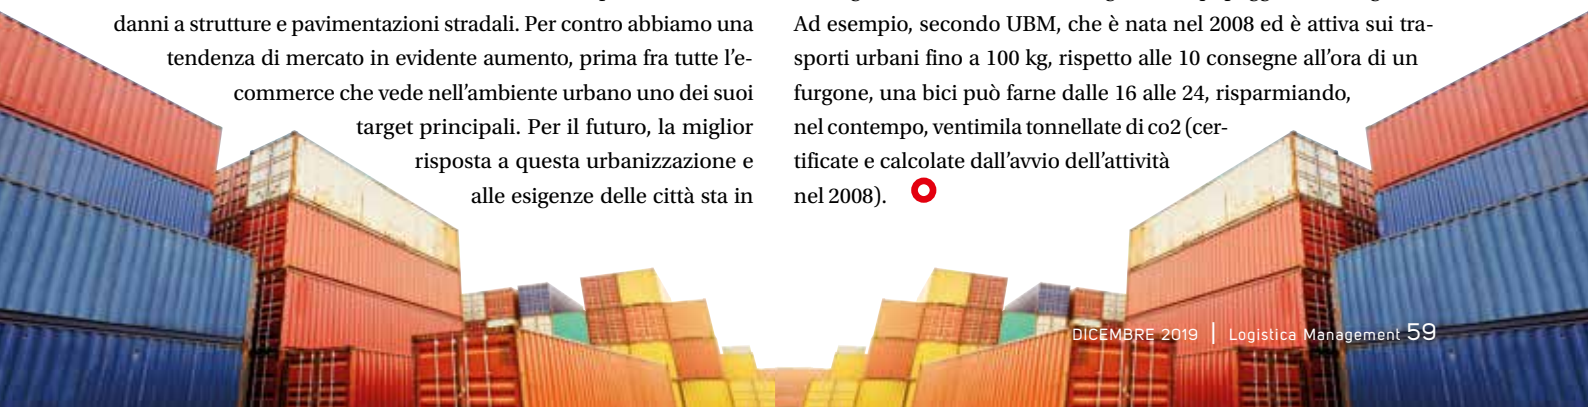 danni a strutture e pavimentazioni stradali. Per contro abbiamo una
tendenza di mercato in evidente aumento, prima fra tutte l'e-
commerce che vede nell'ambiente urbano uno dei suoi
target principali. Per il futuro, la miglior
risposta a questa urbanizzazione e
alle esigenze delle città sta in
Ad esempio, secondo UBM, che è nata nel 2008 ed è attiva sui tra-
sporti urbani fino a 100 kg, rispetto alle 10 consegne all'ora di un
furgone, una bici può farne dalle 16 alle 24, risparmiando,
nel contempo, ventimila tonnellate di co2 (cer-
tificate e calcolate dall'avvio dell'attività
nel 2008).
DICEMBRE 2019 | Logistica Management 59